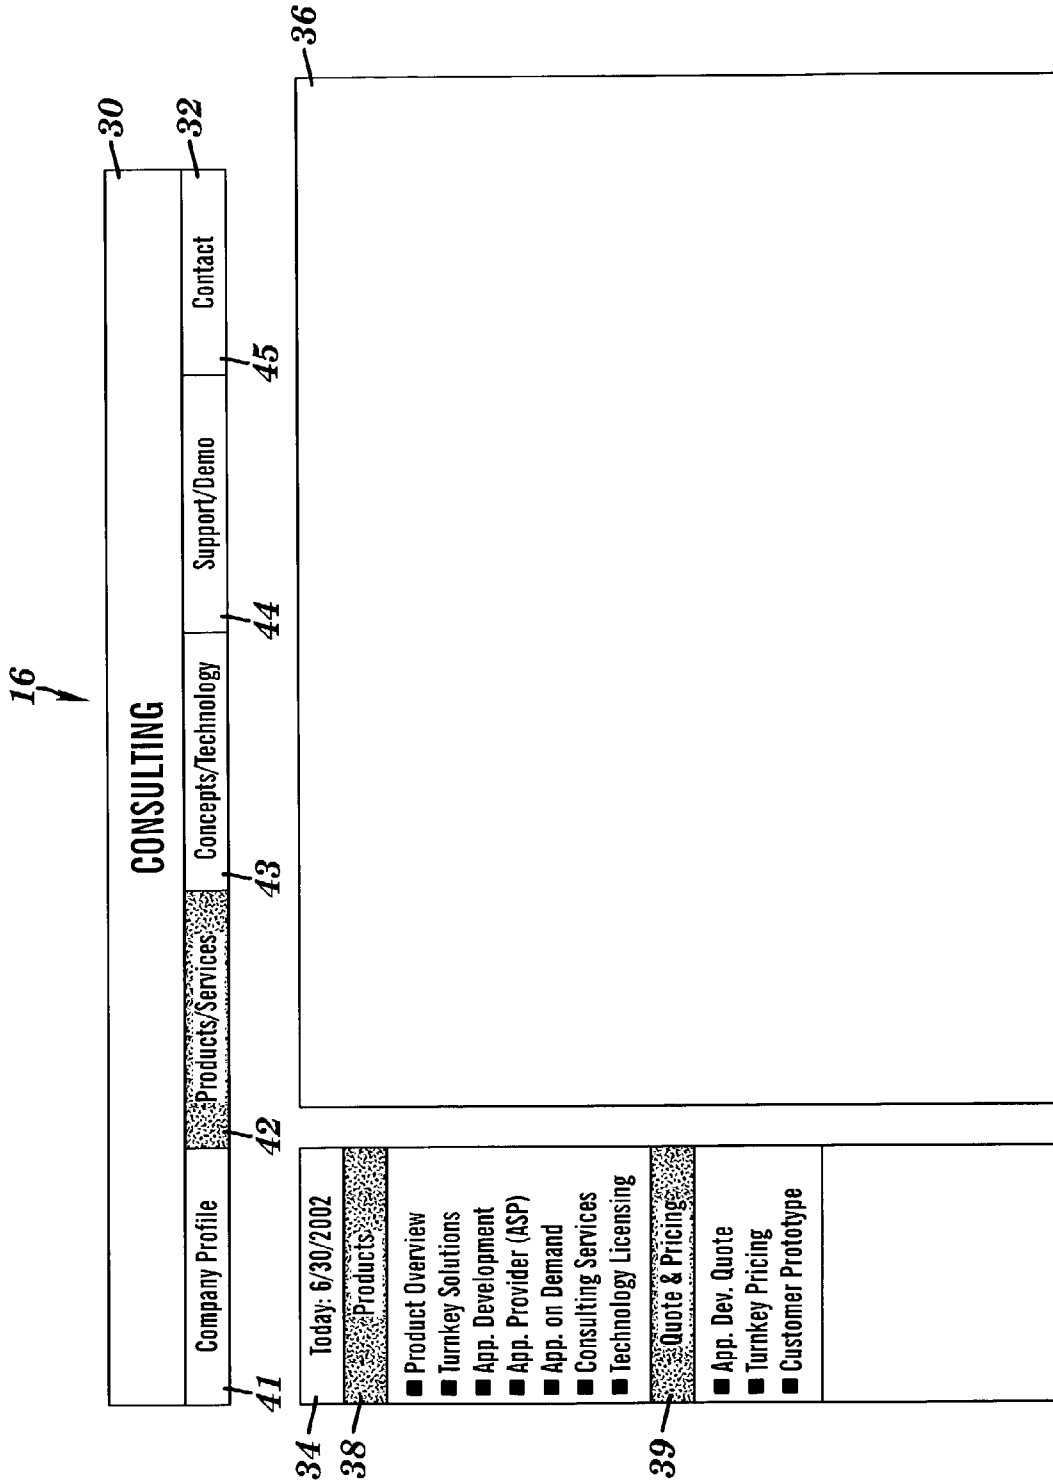 16
30
CONSULTING
32
Company Profile
Products/Services
Concepts/Technology
Support/Demo
Contact
41
42
43
44
45
34
Today: 6/30/2002
36
38
Products
■ Product Overview
■ Turnkey Solutions
■ App. Development
■ App. Provider (ASP)
■ App. on Demand
■ Consulting Services
■ Technology Licensing
39
Quote & Pricing
■ App. Dev. Quote
■ Turnkey Pricing
■ Customer Prototype